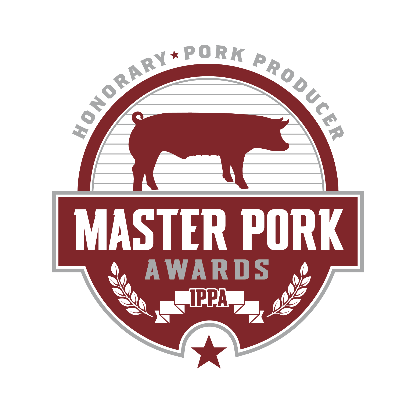 HONORARY★PORK PRODUCER
MASTER PORK
AWARDS
IPPA